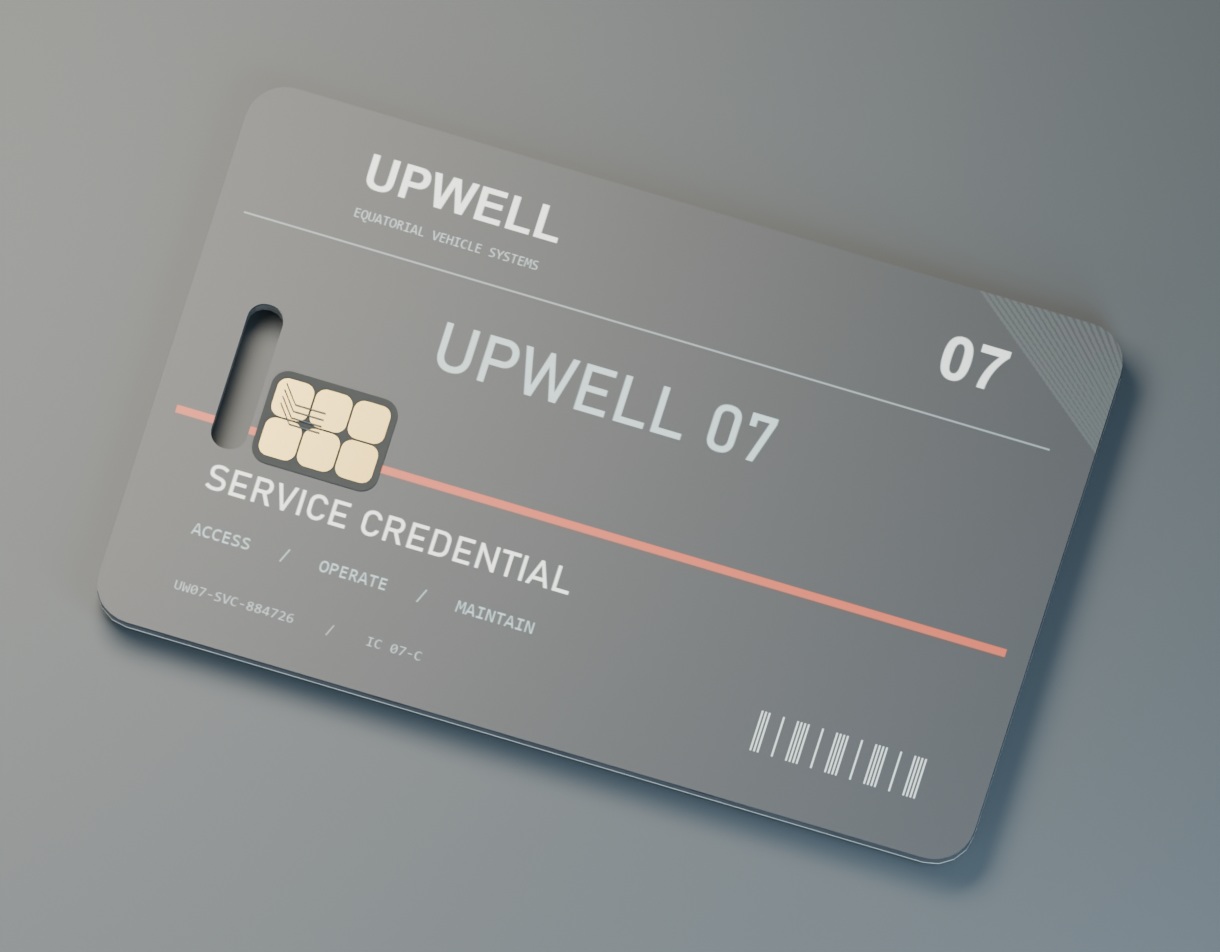 UPWELL
EQUATORIAL VEHICLE SYSTEMS
07
UPWELL 07
SERVICE CREDENTIAL
ACCESS / OPERATE / MAINTAIN
UW07-SVC-884726 / IC 07-C